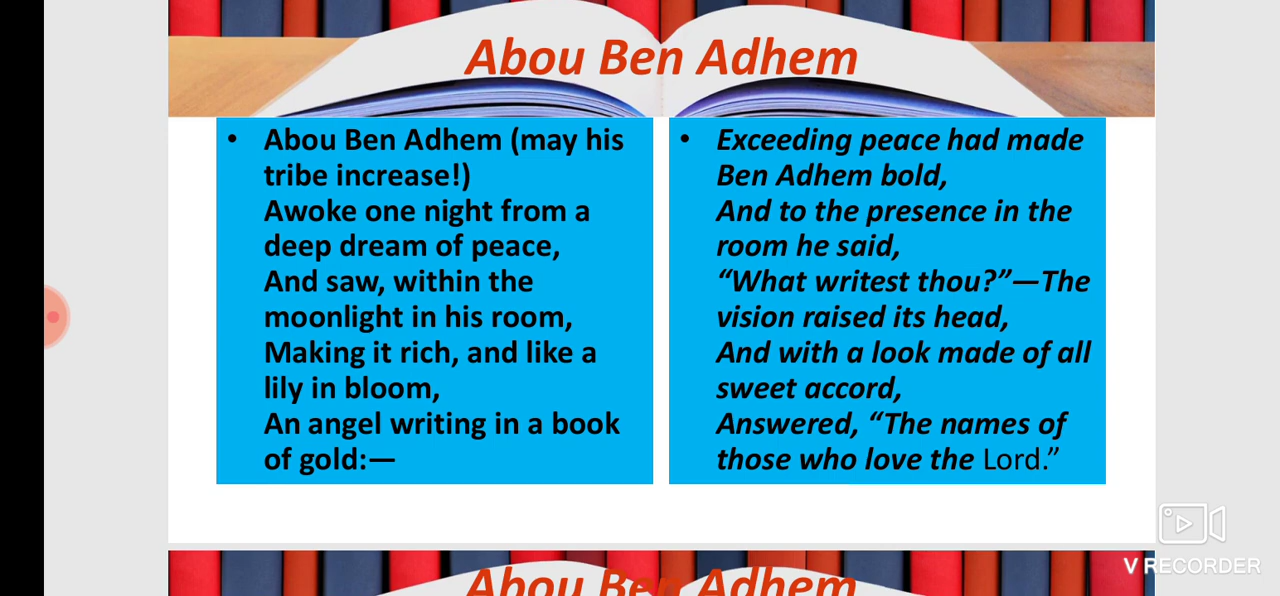 Abou Ben Adhem
• Abou Ben Adhem (may his
tribe increase!)
Awoke one night from a
deep dream of peace,
And saw, within the
moonlight in his room,
Making it rich, and like a
lily in bloom,
An angel writing in a book
of gold:—
• Exceeding peace had made
Ben Adhem bold,
And to the presence in the
room he said,
“What writest thou?”—The
vision raised its head,
And with a look made of all
sweet accord,
Answered, “The names of
those who love the Lord.”
V RECORDER
Abou Ben Adhem